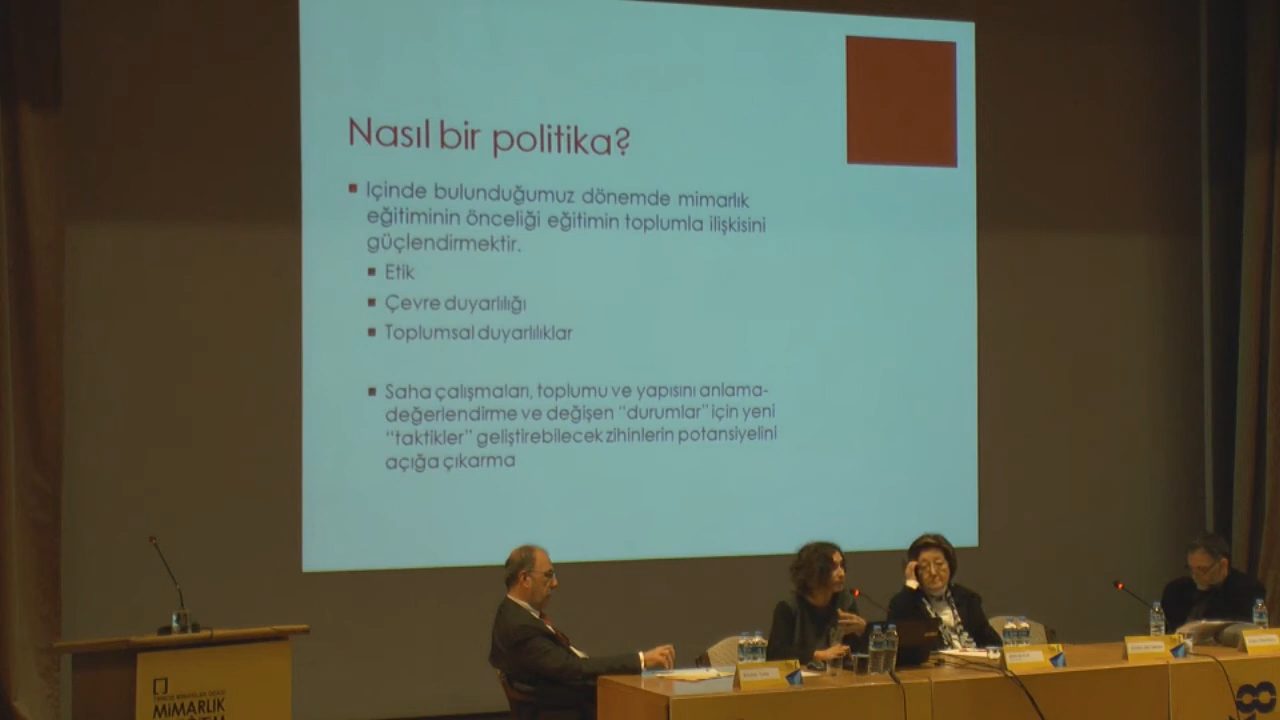 Nasıl bir politika?
Içinde bulunduğumuz dönemde mimarlık
eğitiminin önceliği eğitimin toplumla ilişkisini
güçlendirmektir.
Etik
Çevre duyarlılığı
Toplumsal duyarlılıklar
Saha çalışmaları, toplumu ve yapısını anlama-
değerlendirme ve değişen “durumlar” için yeni
“taktikler” geliştirebilecek zihinlerin potansiyelini
açığa çıkarma
MİMARLIK